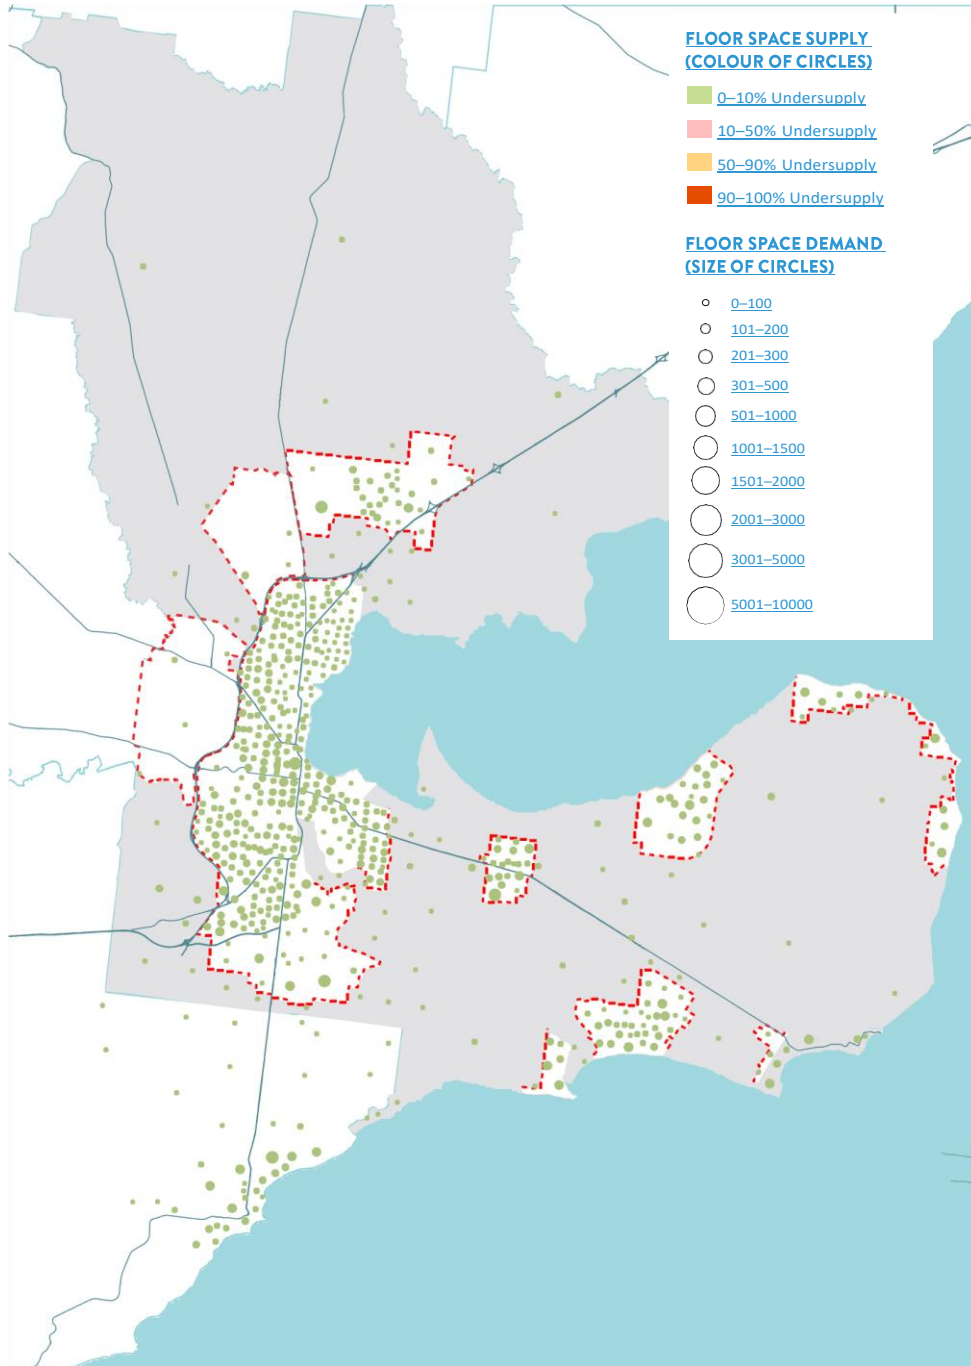 FLOOR SPACE SUPPLY
(COLOUR OF CIRCLES)
0–10% Undersupply
10–50% Undersupply
50–90% Undersupply
90–100% Undersupply
FLOOR SPACE DEMAND
(SIZE OF CIRCLES)
0–100
101–200
201–300
301–500
501–1000
1001–1500
1501–2000
2001–3000
3001–5000
5001–10000